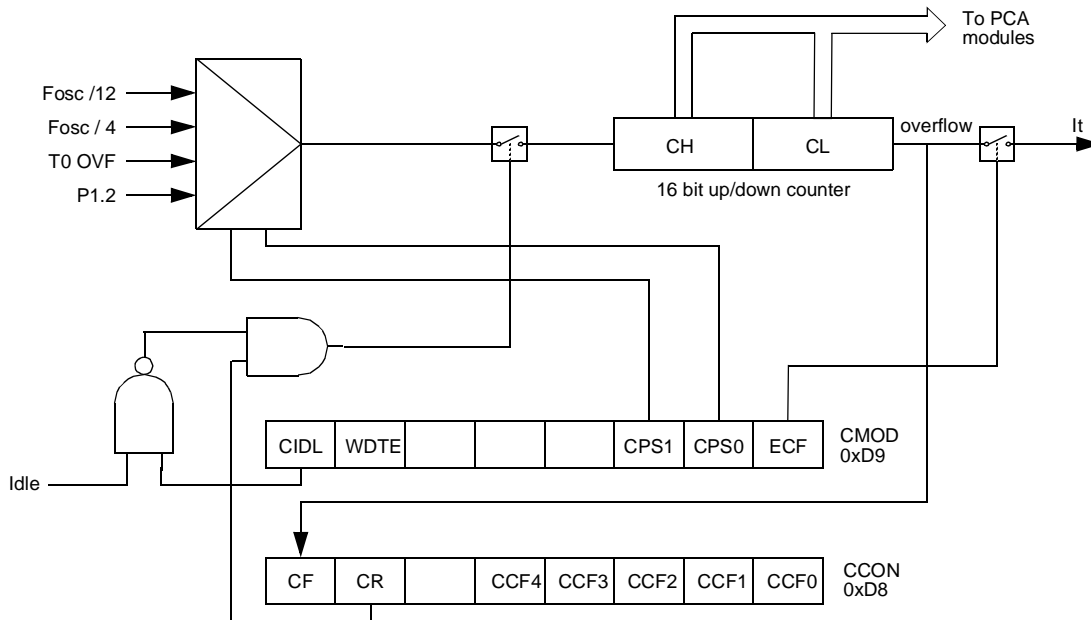 To PCA
modules
Fosc /12
Fosc / 4
T0 OVF
P1.2
CH
CL
overflow
It
16 bit up/down counter
CIDL
WDTE
CPS1
CPS0
ECF
CMOD
0xD9
Idle
CF
CR
CCF4
CCF3
CCF2
CCF1
CCF0
CCON
0xD8